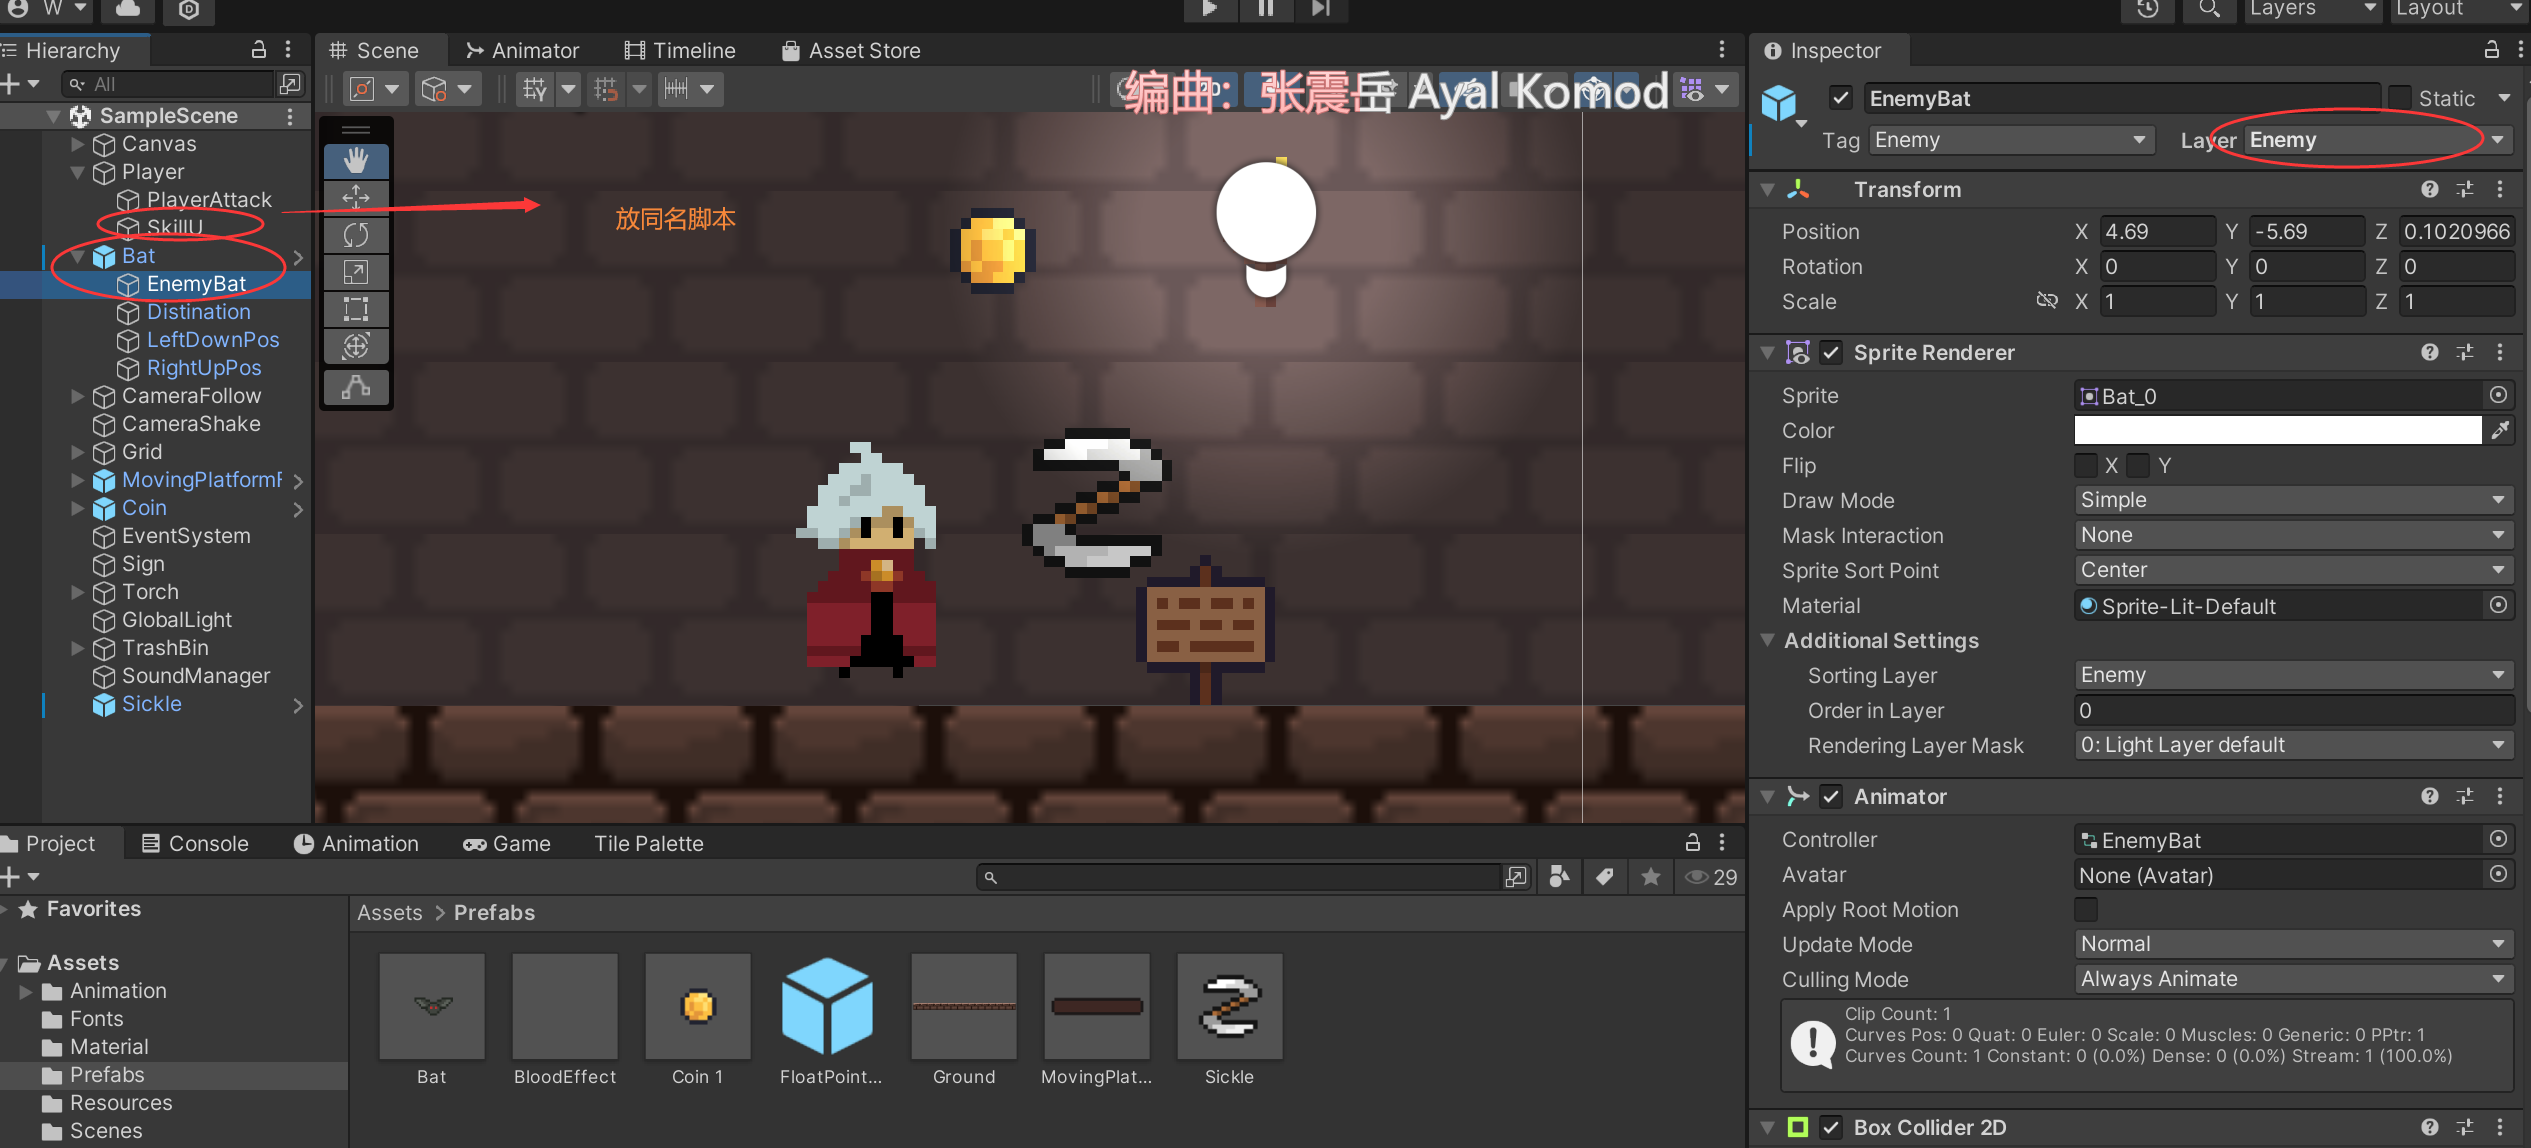 W
Layers
Layout
Hierarchy
Scene
Animator
Timeline
Asset Store
Inspector
All
编曲：张震岳 Ayal Komod
SampleScene
Canvas
Player
PlayerAttack
SkillU
Bat
EnemyBat
Distination
LeftDownPos
RightUpPos
CameraFollow
CameraShake
Grid
MovingPlatformF
Coin
EventSystem
Sign
Torch
GlobalLight
TrashBin
SoundManager
Sickle
放同名脚本
EnemyBat
Static
Tag Enemy
Layer Enemy
Transform
Position X 4.69 Y -5.69 Z 0.1020966
Rotation X 0 Y 0 Z 0
Scale X 1 Y 1 Z 1
Sprite Renderer
Sprite Bat_0
Color
Flip X Y
Draw Mode Simple
Mask Interaction None
Sprite Sort Point Center
Material Sprite-Lit-Default
Additional Settings
Sorting Layer Enemy
Order in Layer 0
Rendering Layer Mask 0: Light Layer default
Animator
Controller EnemyBat
Avatar None (Avatar)
Apply Root Motion
Update Mode Normal
Culling Mode Always Animate
Clip Count: 1
Curves Pos: 0 Quat: 0 Euler: 0 Scale: 0 Muscles: 0 Generic: 0 PPtr: 1
Curves Count: 1 Constant: 0 (0.0%) Dense: 0 (0.0%) Stream: 1 (100.0%)
Box Collider 2D
Project
Console
Animation
Game
Tile Palette
29
Favorites
Assets
Animation
Fonts
Material
Prefabs
Resources
Scenes
Assets > Prefabs
Bat
BloodEffect
Coin 1
FloatPoint...
Ground
MovingPlat...
Sickle